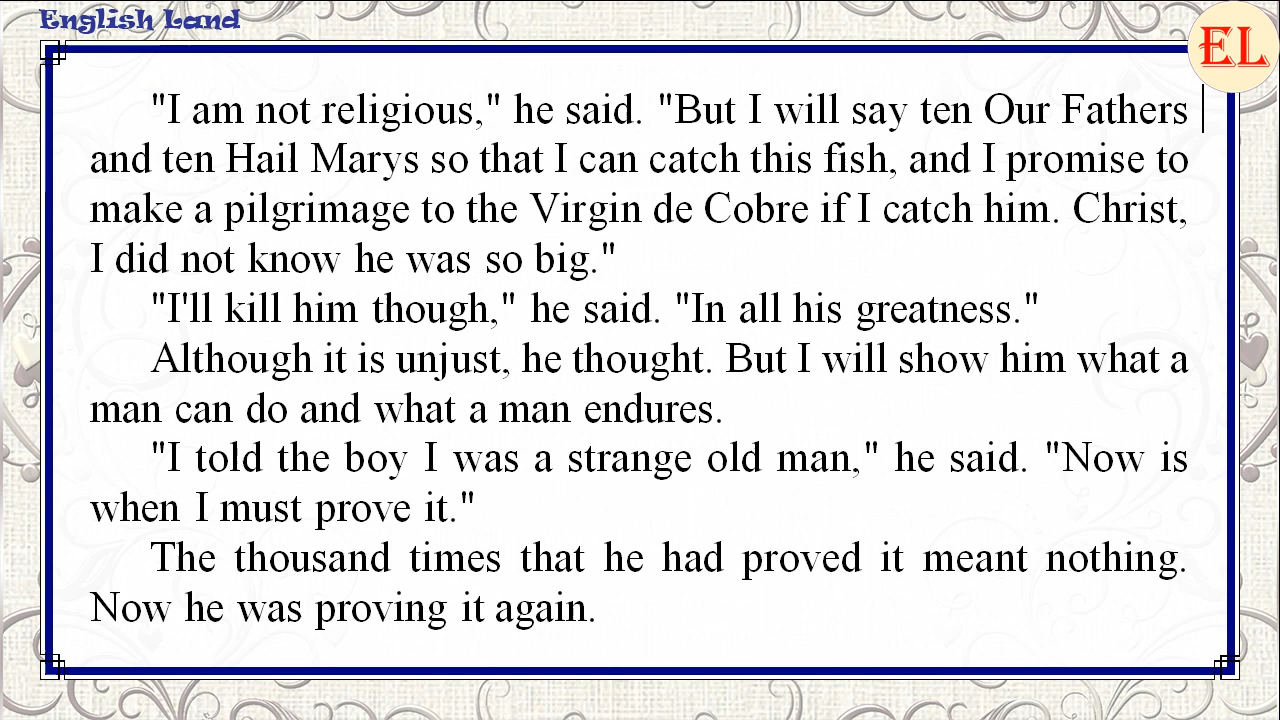 English Land
EL
"I am not religious," he said. "But I will say ten Our Fathers
and ten Hail Marys so that I can catch this fish, and I promise to
make a pilgrimage to the Virgin de Cobre if I catch him. Christ,
I did not know he was so big."
"I'll kill him though," he said. "In all his greatness."
Although it is unjust, he thought. But I will show him what a
man can do and what a man endures.
"I told the boy I was a strange old man," he said. "Now is
when I must prove it."
The thousand times that he had proved it meant nothing.
Now he was proving it again.